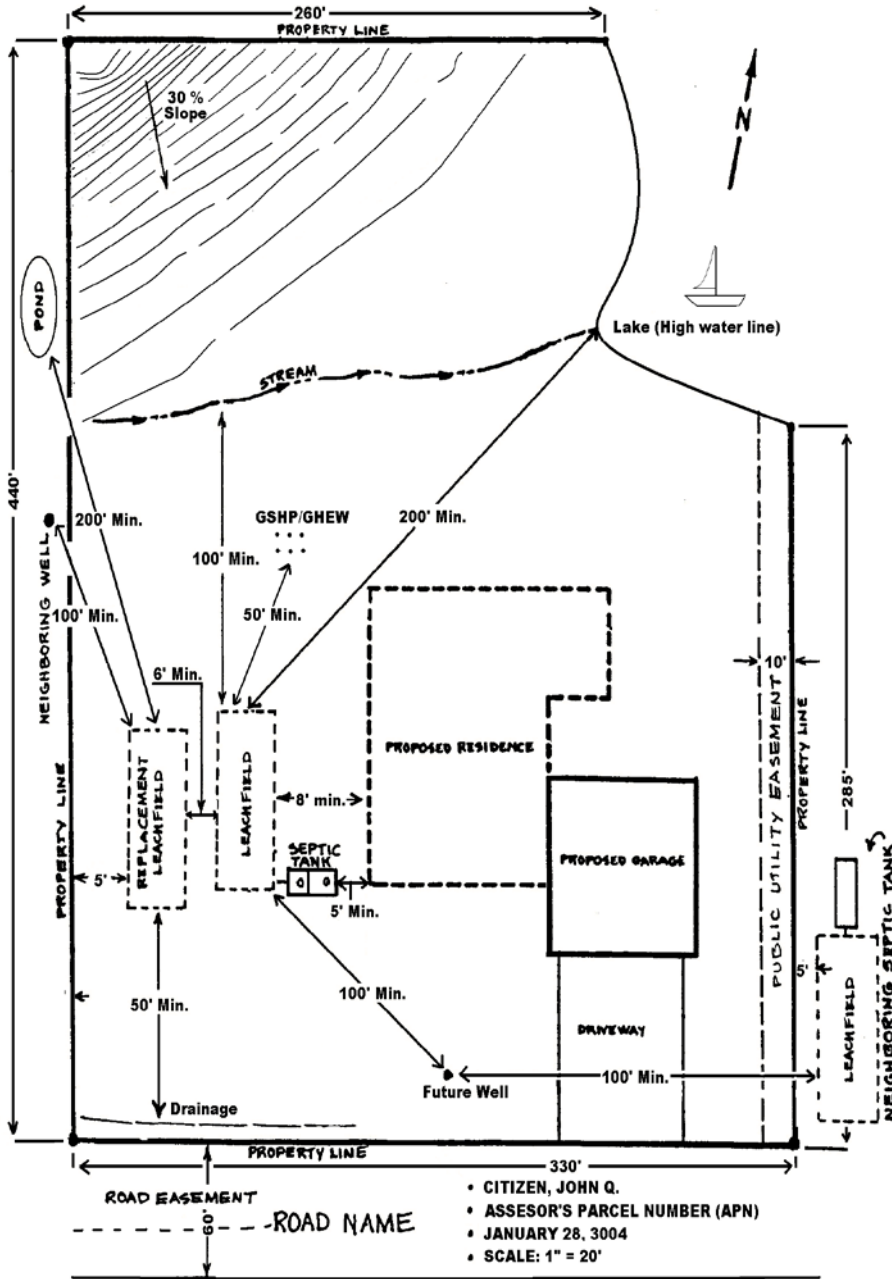 260'
PROPERTY LINE
30 %
Slope
N
POND
Lake (High water line)
STREAM
440'
285'
200' Min.
GSHP/GHEW
200' Min.
100' Min.
NEIGHBORING WELL
100' Min.
50' Min.
6' Min.
10'
PUBLIC UTILITY EASEMENT
PROPERTY LINE
PROPOSED RESIDENCE
REPLACEMENT
LEACHFIELD
LEACHFIELD
8' min.
PROPERTY LINE
PROPOSED GARAGE
SEPTIC
TANK
5'
5' Min.
NEIGHBORING SEPTIC TANK
5'
LEACHFIELD
50' Min.
100' Min.
DRIVEWAY
100' Min.
Future Well
Drainage
PROPERTY LINE
330'
ROAD EASEMENT
60'
ROAD NAME
• CITIZEN, JOHN Q.
• ASSESOR'S PARCEL NUMBER (APN)
• JANUARY 28, 3004
• SCALE: 1" = 20'